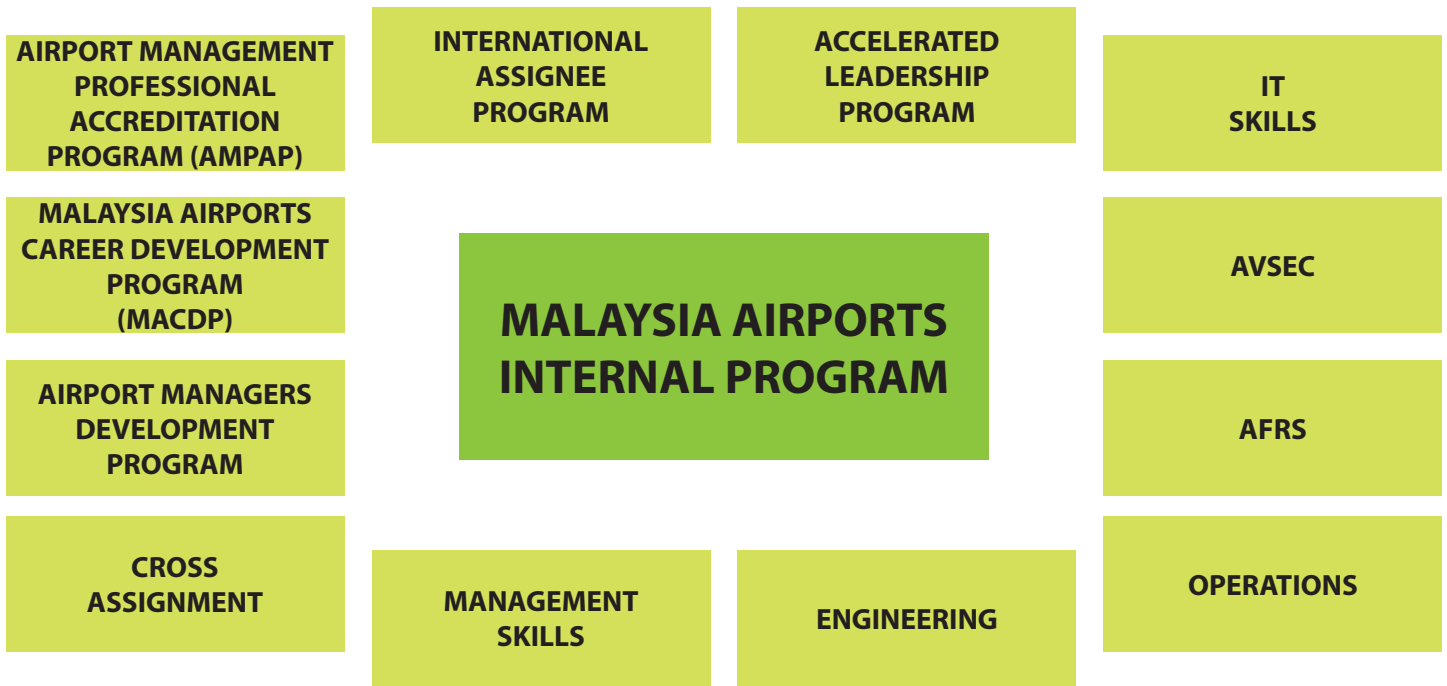 AIRPORT MANAGEMENT
PROFESSIONAL
ACCREDITATION
PROGRAM (AMPAP)
INTERNATIONAL
ASSIGNEE
PROGRAM
ACCELERATED
LEADERSHIP
PROGRAM
IT
SKILLS
MALAYSIA AIRPORTS
CAREER DEVELOPMENT
PROGRAM
(MACDP)
MALAYSIA AIRPORTS
INTERNAL PROGRAM
AVSEC
AIRPORT MANAGERS
DEVELOPMENT
PROGRAM
AFRS
CROSS
ASSIGNMENT
MANAGEMENT
SKILLS
ENGINEERING
OPERATIONS